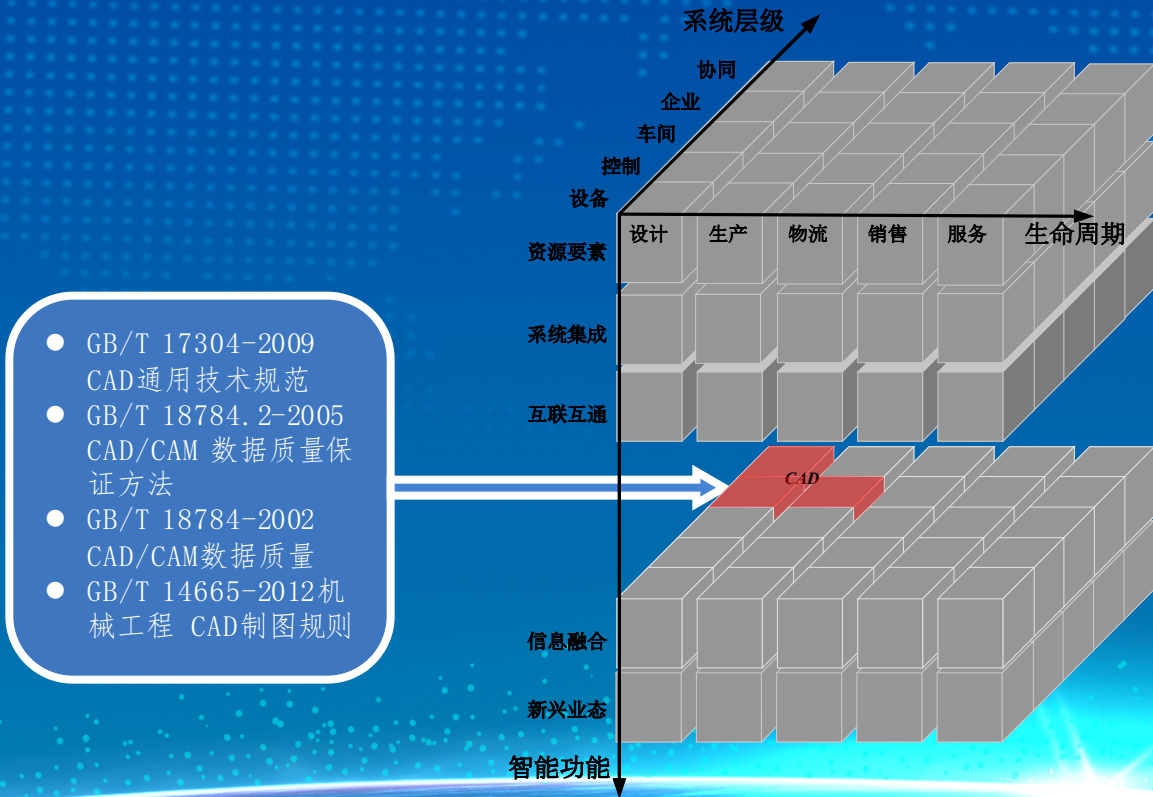 系统层级
协同
企业
车间
控制
设备
设计 生产 物流 销售 服务 生命周期
资源要素
系统集成
互联互通
● GB/T 17304-2009
CAD通用技术规范
● GB/T 18784.2-2005
CAD/CAM 数据质量保
证方法
● GB/T 18784-2002
CAD/CAM数据质量
● GB/T 14665-2012机
械工程 CAD制图规则
CAD
信息融合
新兴业态
智能功能